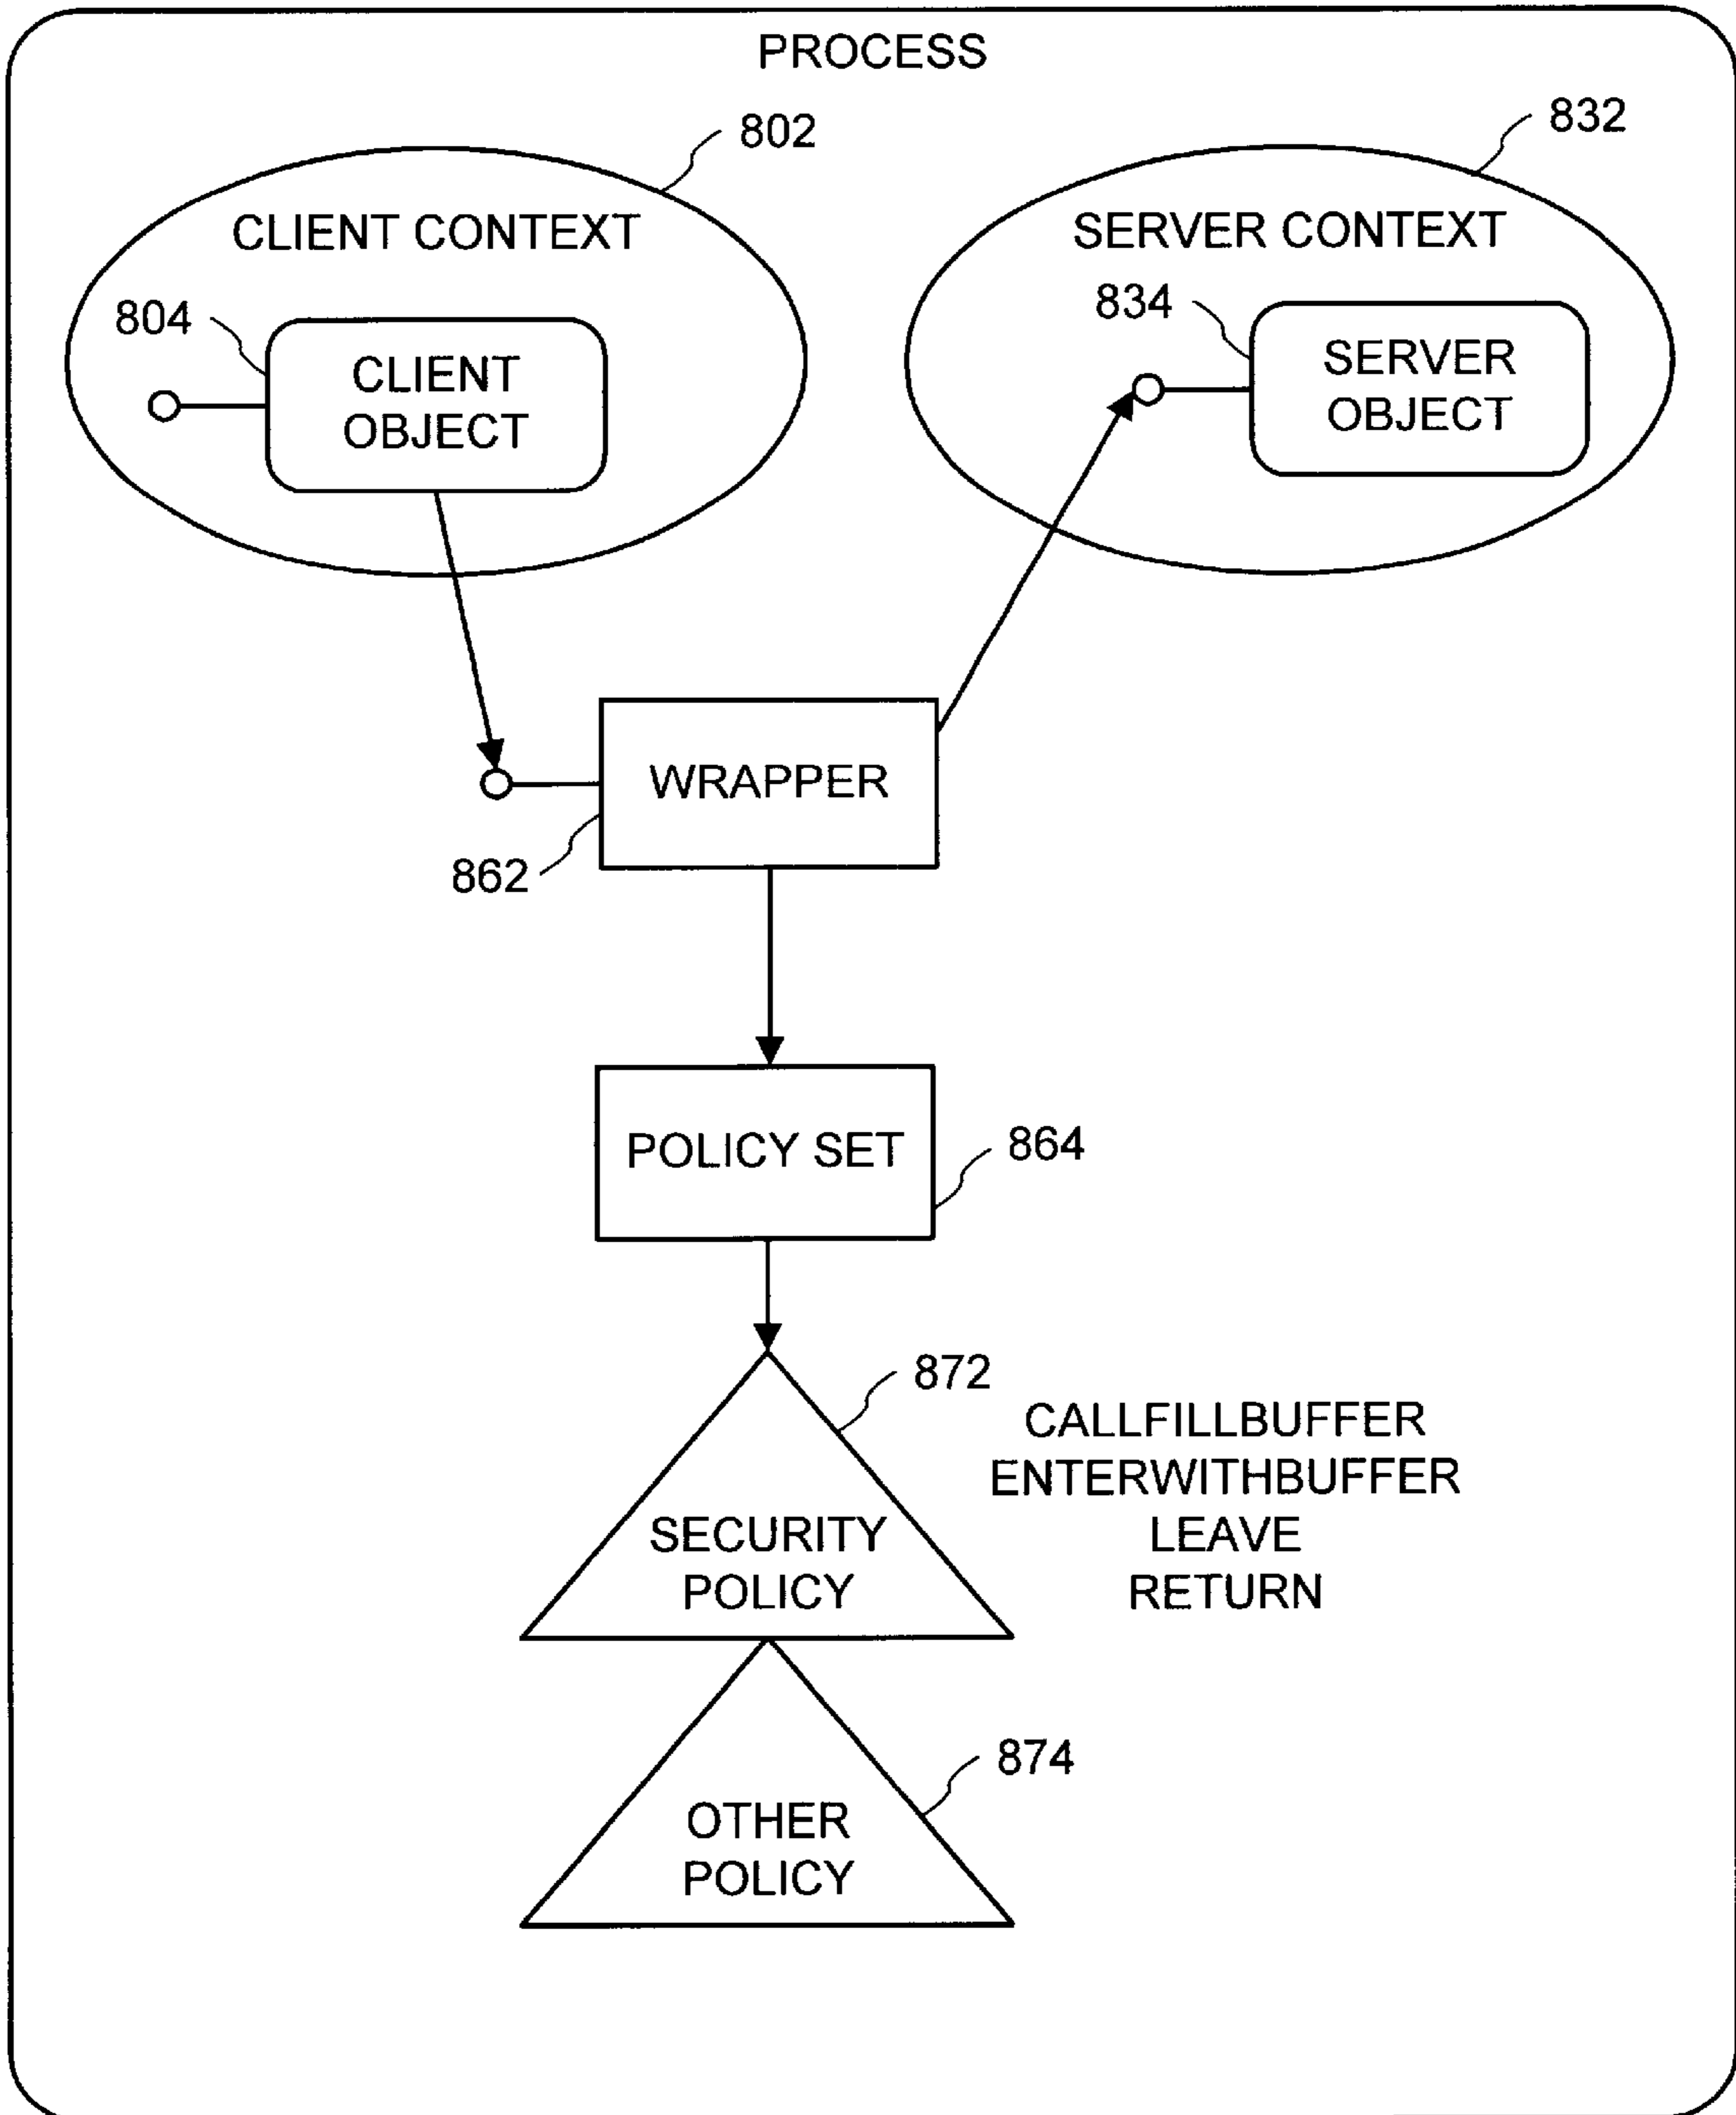 PROCESS
802
832
CLIENT CONTEXT
SERVER CONTEXT
804
834
CLIENT
OBJECT
SERVER
OBJECT
WRAPPER
862
POLICY SET
864
872
CALLFILLBUFFER
ENTERWITHBUFFER
LEAVE
RETURN
SECURITY
POLICY
874
OTHER
POLICY